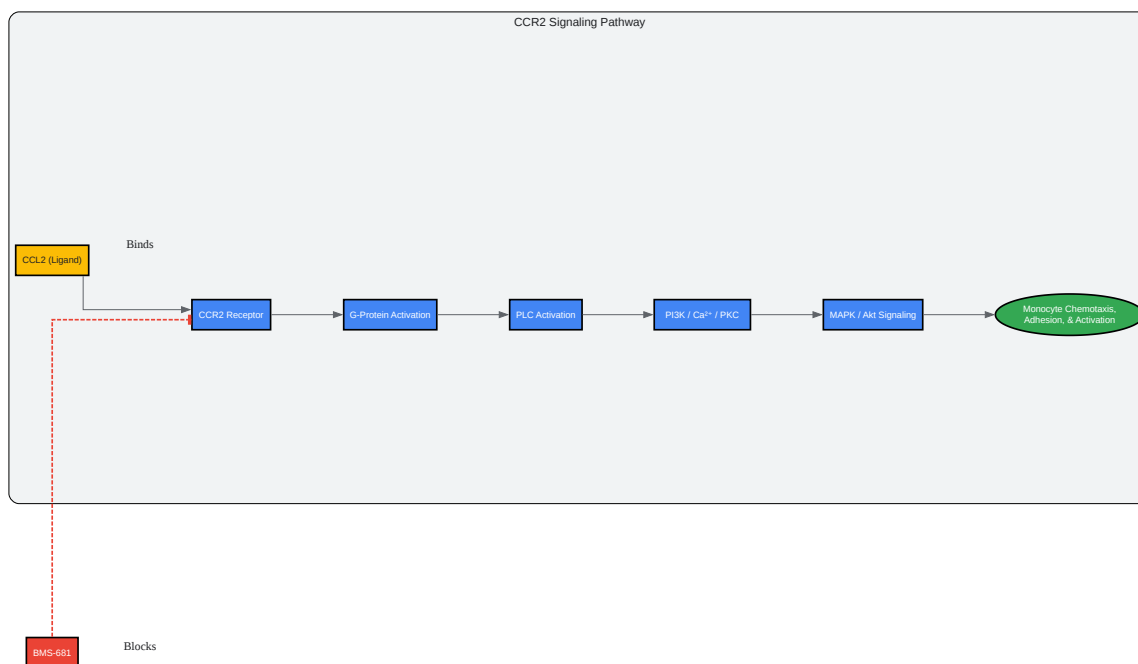 CCR2 Signaling Pathway
Binds
CCL2 (Ligand)
CCR2 Receptor
G-Protein Activation
PLC Activation
PI3K / Ca²⁺ / PKC
MAPK / Akt Signaling
Monocyte Chemotaxis,
Adhesion, & Activation
BMS-681
Blocks